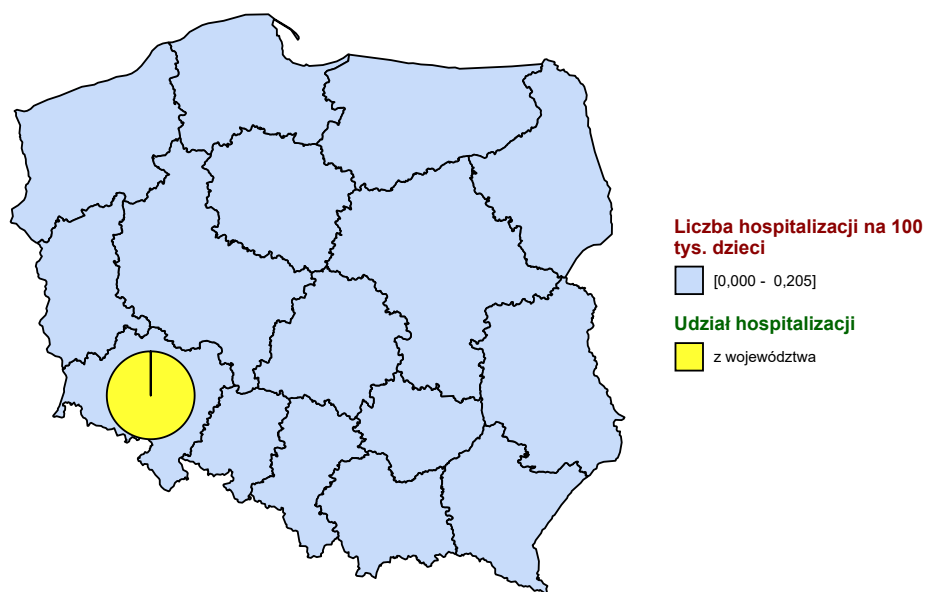 Liczba hospitalizacji na 100
tys. dzieci
[0,000 - 0,205]
Udział hospitalizacji
z województwa